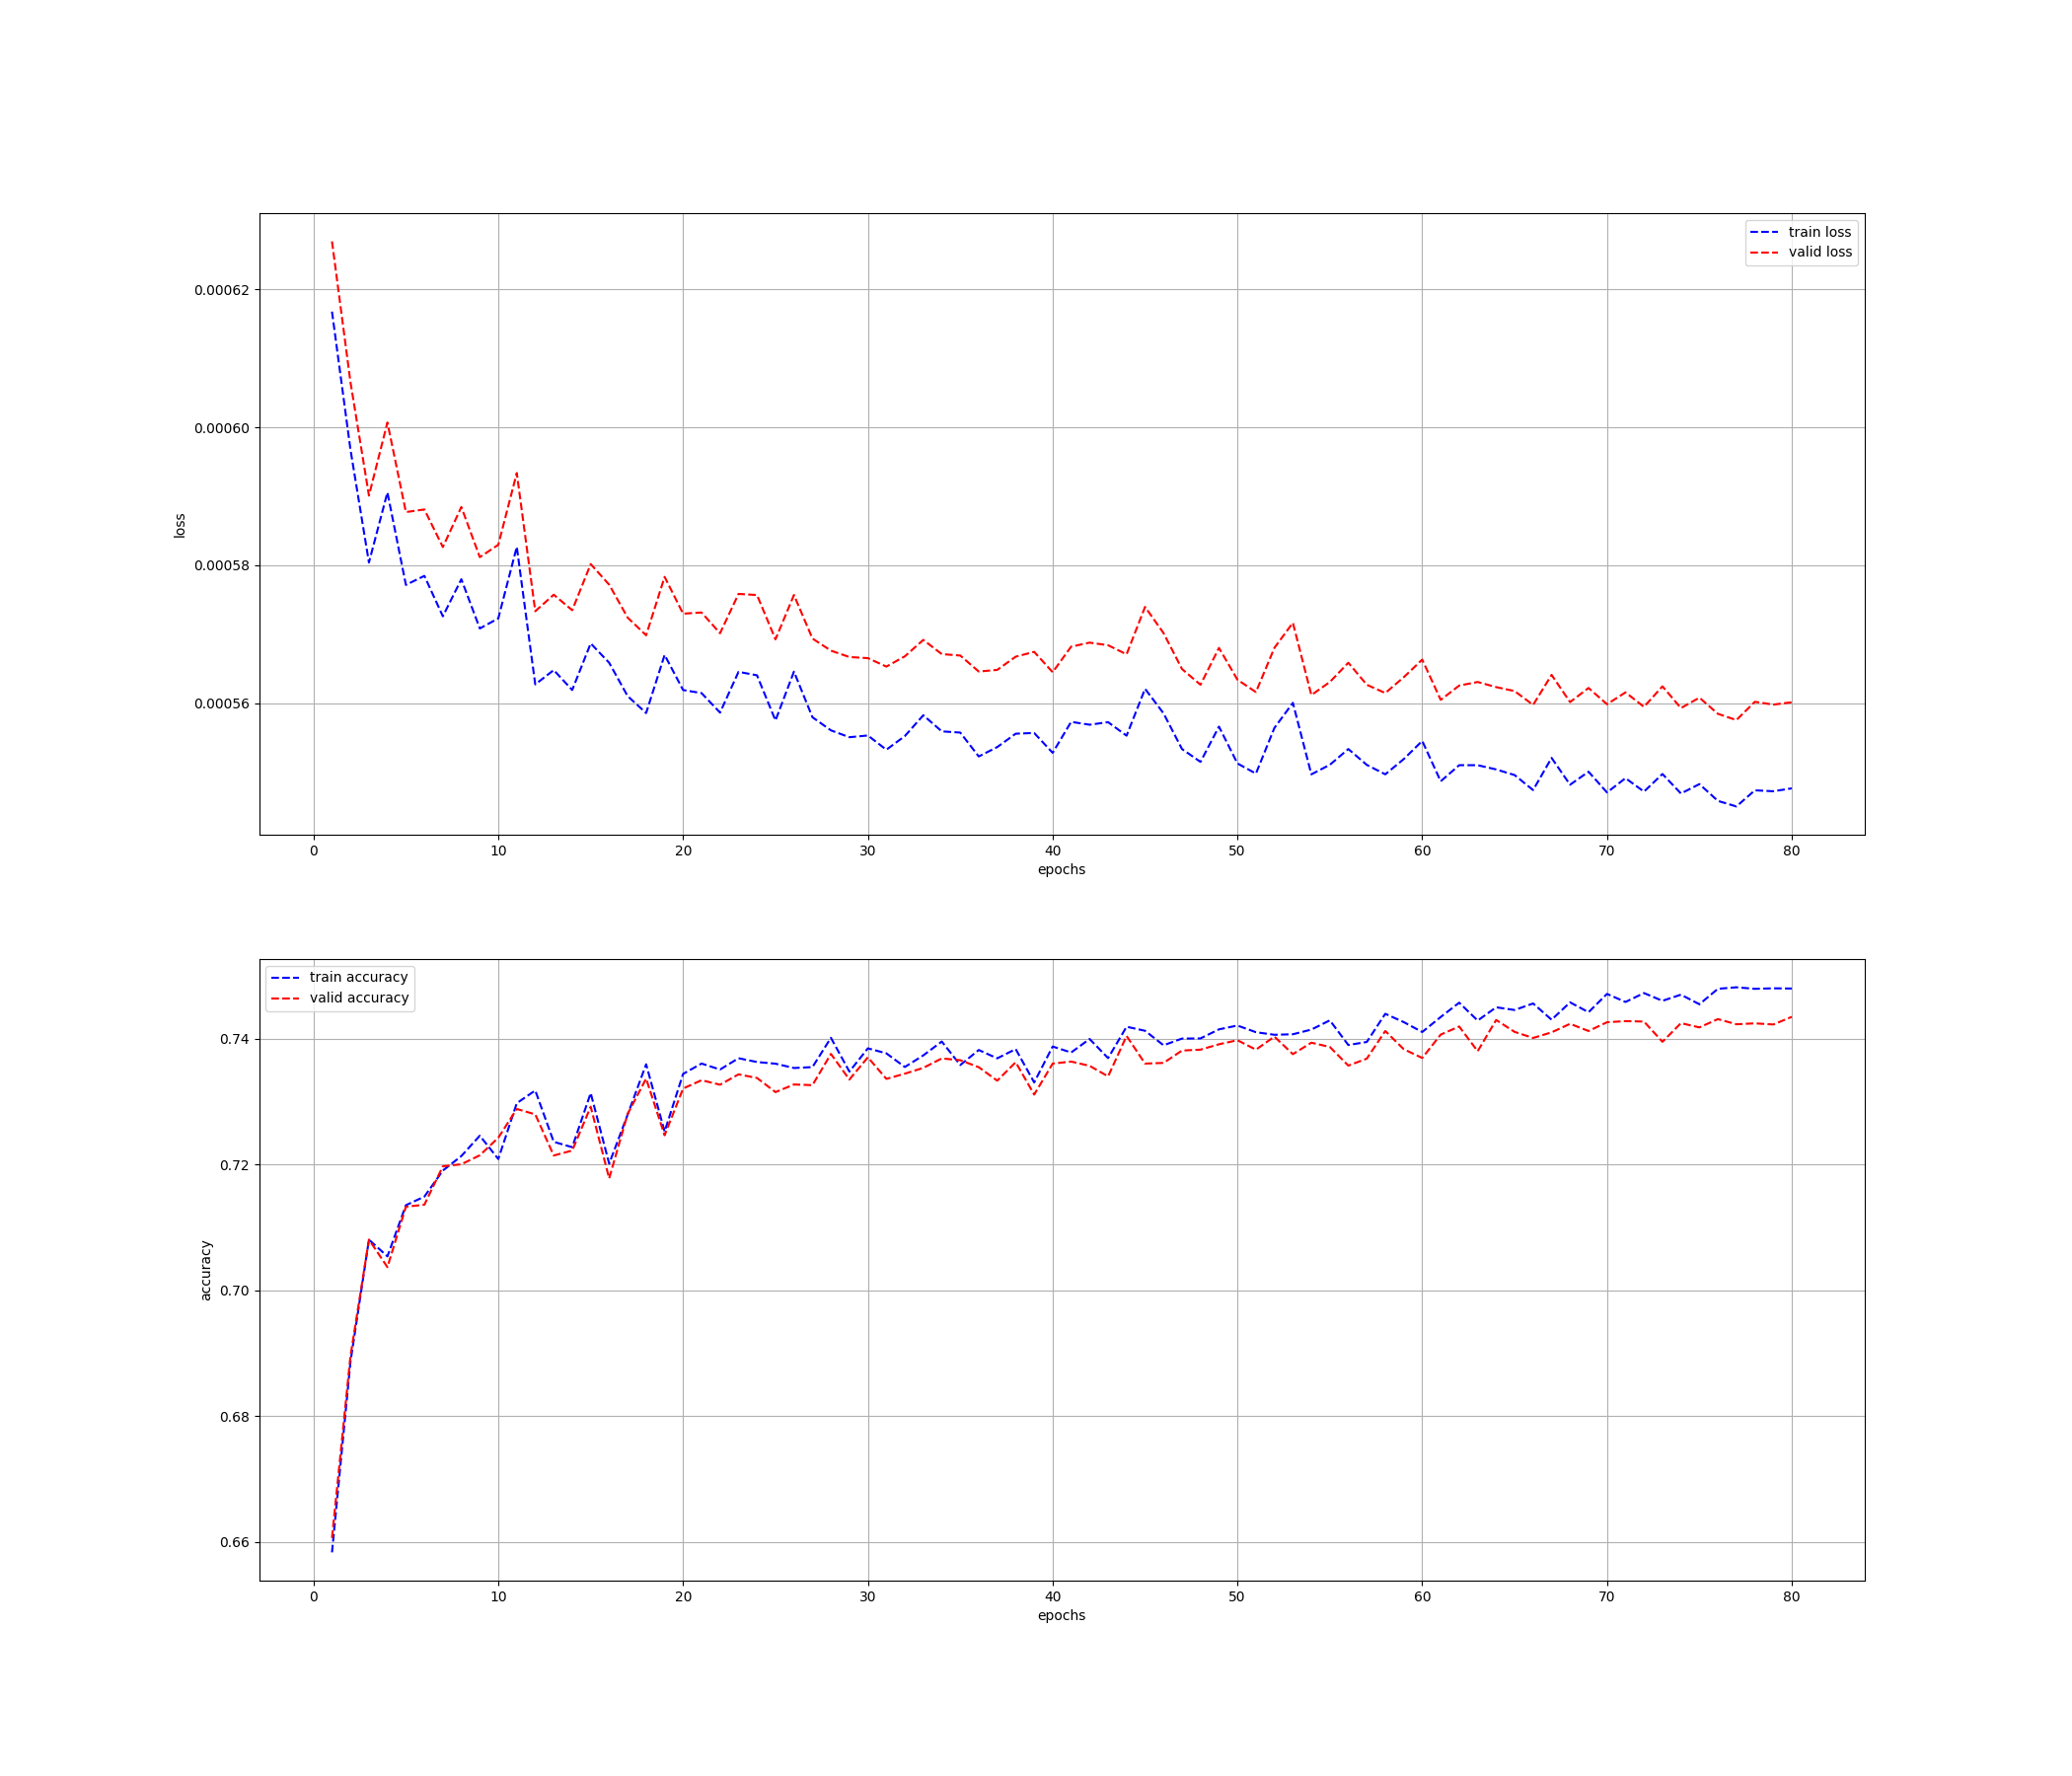 train loss
valid loss
0.00062
0.00060
0.00058
0.00056
loss
0 10 20 30 40 50 60 70 80
epochs
train accuracy
valid accuracy
0.74
0.72
0.70
0.68
0.66
accuracy
0 10 20 30 40 50 60 70 80
epochs